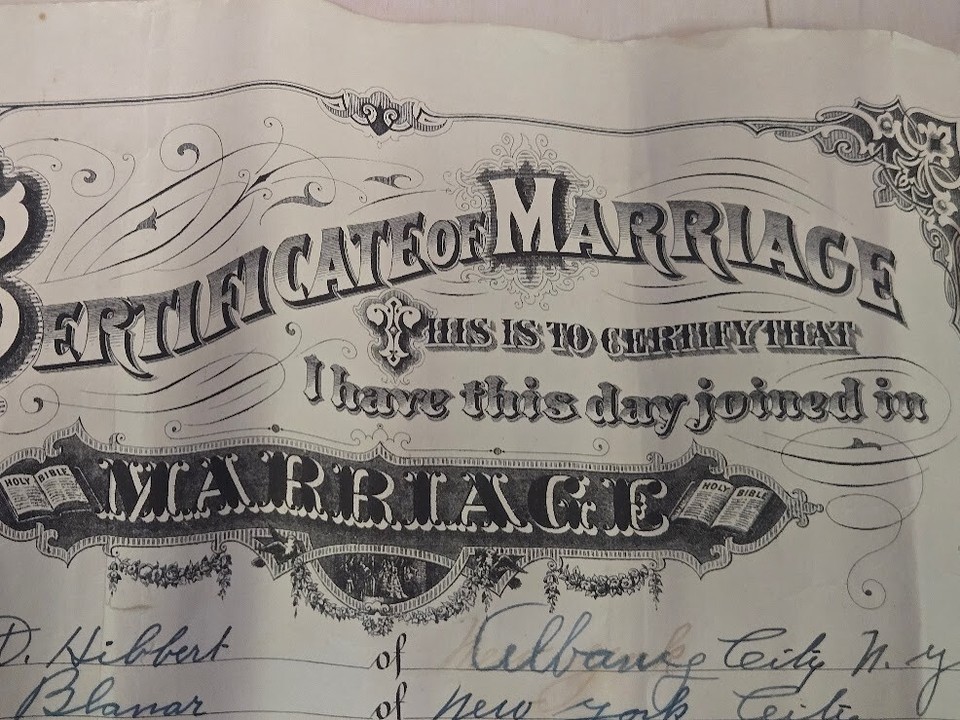 CERTIFICATE OF MARRIAGE
THIS IS TO CERTIFY THAT
I have this day joined in
HOLY BIBLE MARRIAGE HOLY BIBLE
D. Hibbert of Albany City N. Y
Blanar of New York City